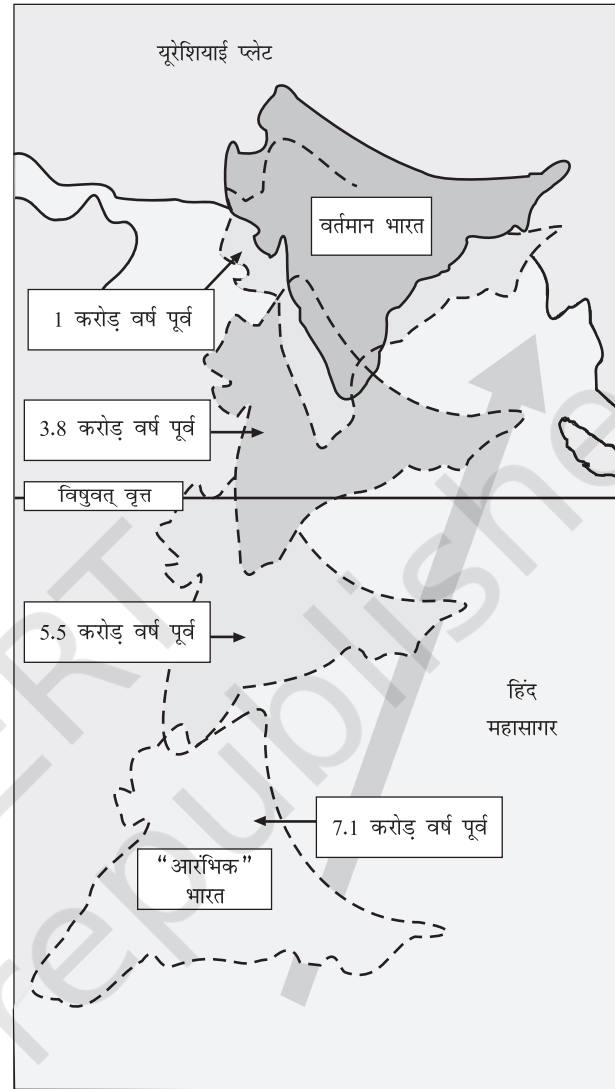 यूरेशियाई प्लेट
वर्तमान भारत
1 करोड़ वर्ष पूर्व
3.8 करोड़ वर्ष पूर्व
विषुवत् वृत्त
5.5 करोड़ वर्ष पूर्व
हिंद
महासागर
7.1 करोड़ वर्ष पूर्व
“आरंभिक”
भारत